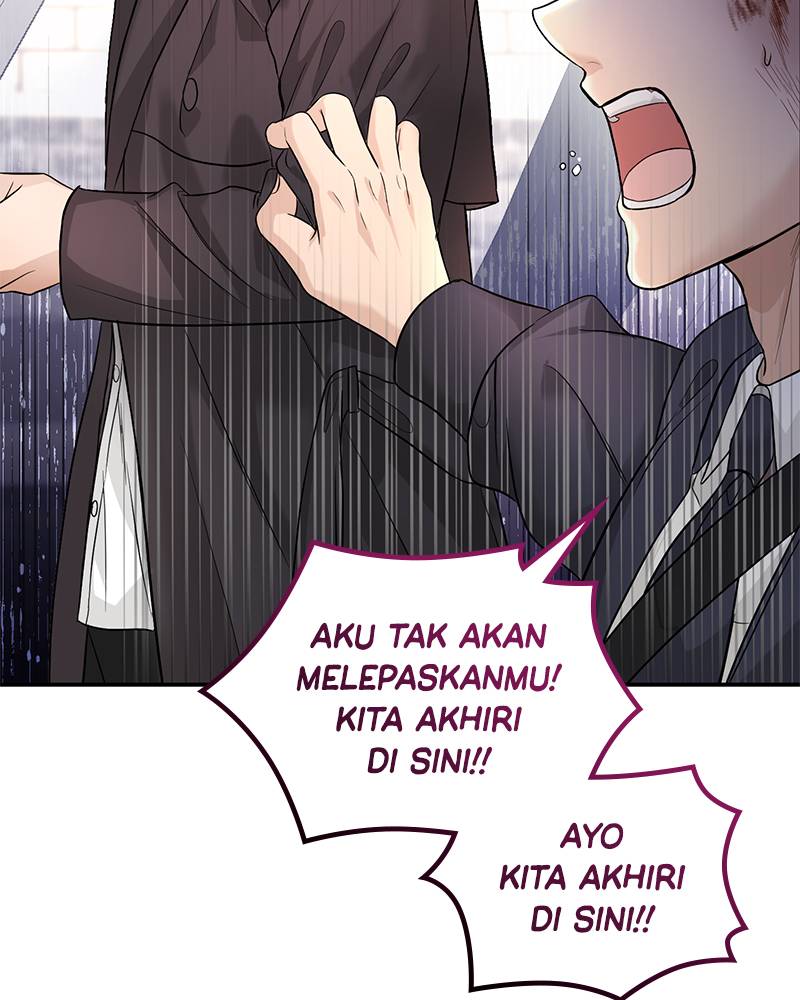 AKU TAK AKAN
MELEPASKANMU!
KITA AKHIRI
DI SINI!!
AYO
KITA AKHIRI
DI SINI!!